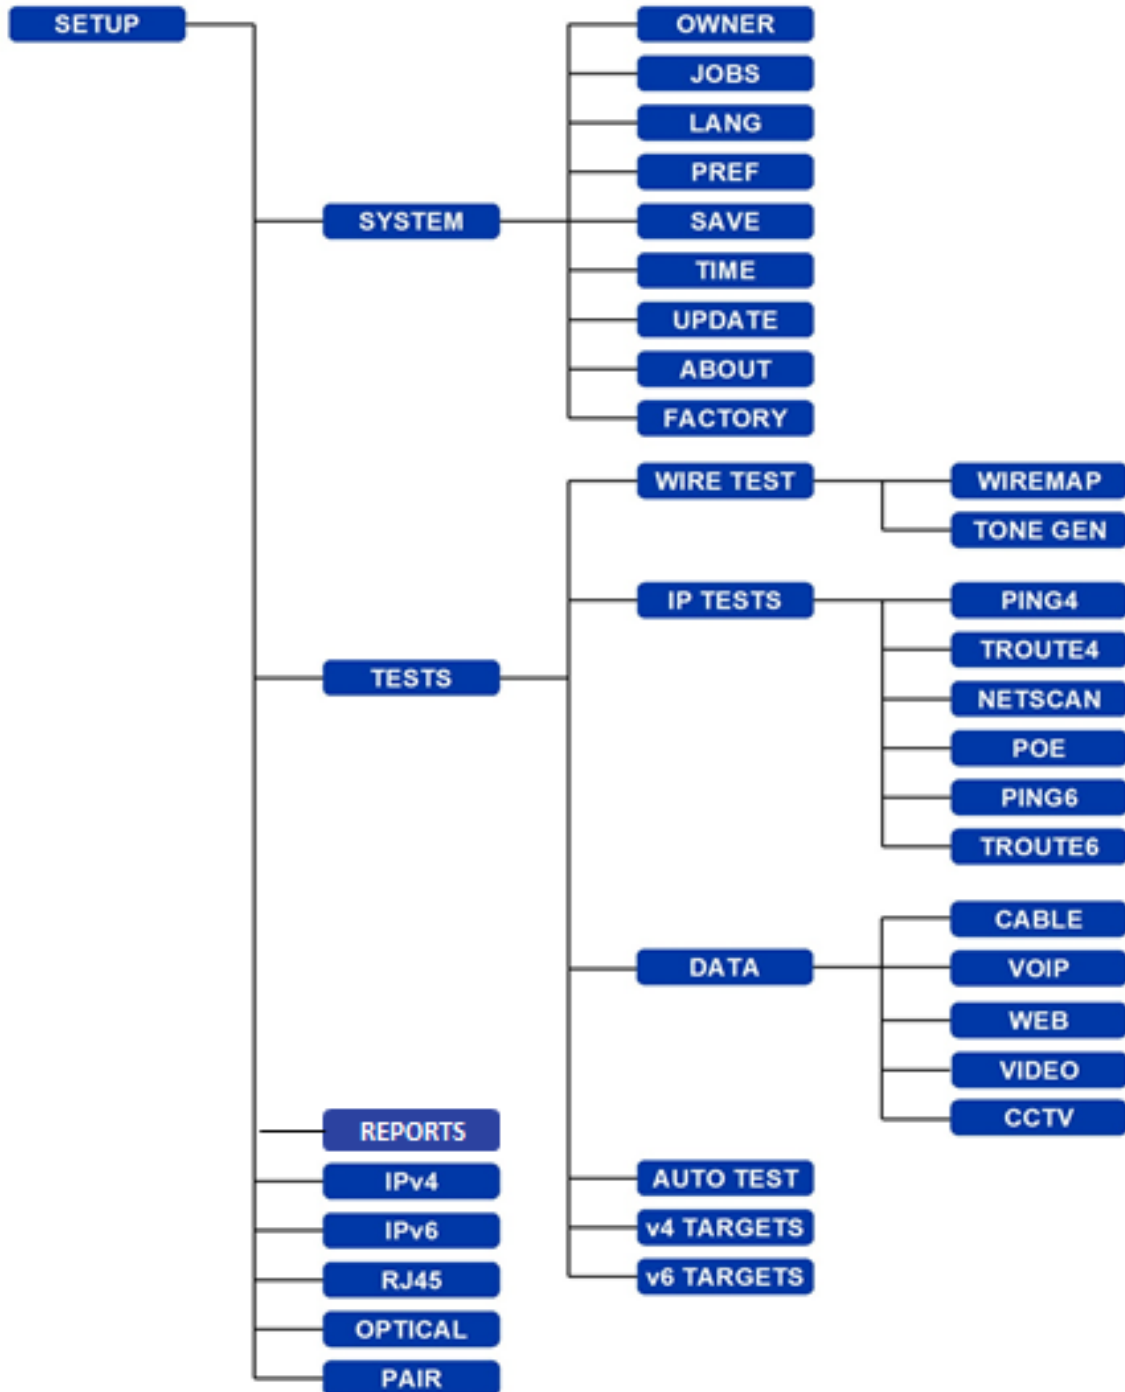 SETUP
OWNER
JOBS
LANG
PREF
SYSTEM
SAVE
TIME
UPDATE
ABOUT
FACTORY
WIRE TEST
WIREMAP
TONE GEN
IP TESTS
PING4
TROUTE4
TESTS
NETSCAN
POE
PING6
TROUTE6
CABLE
DATA
VOIP
WEB
VIDEO
CCTV
REPORTS
IPv4
AUTO TEST
IPv6
v4 TARGETS
RJ45
v6 TARGETS
OPTICAL
PAIR